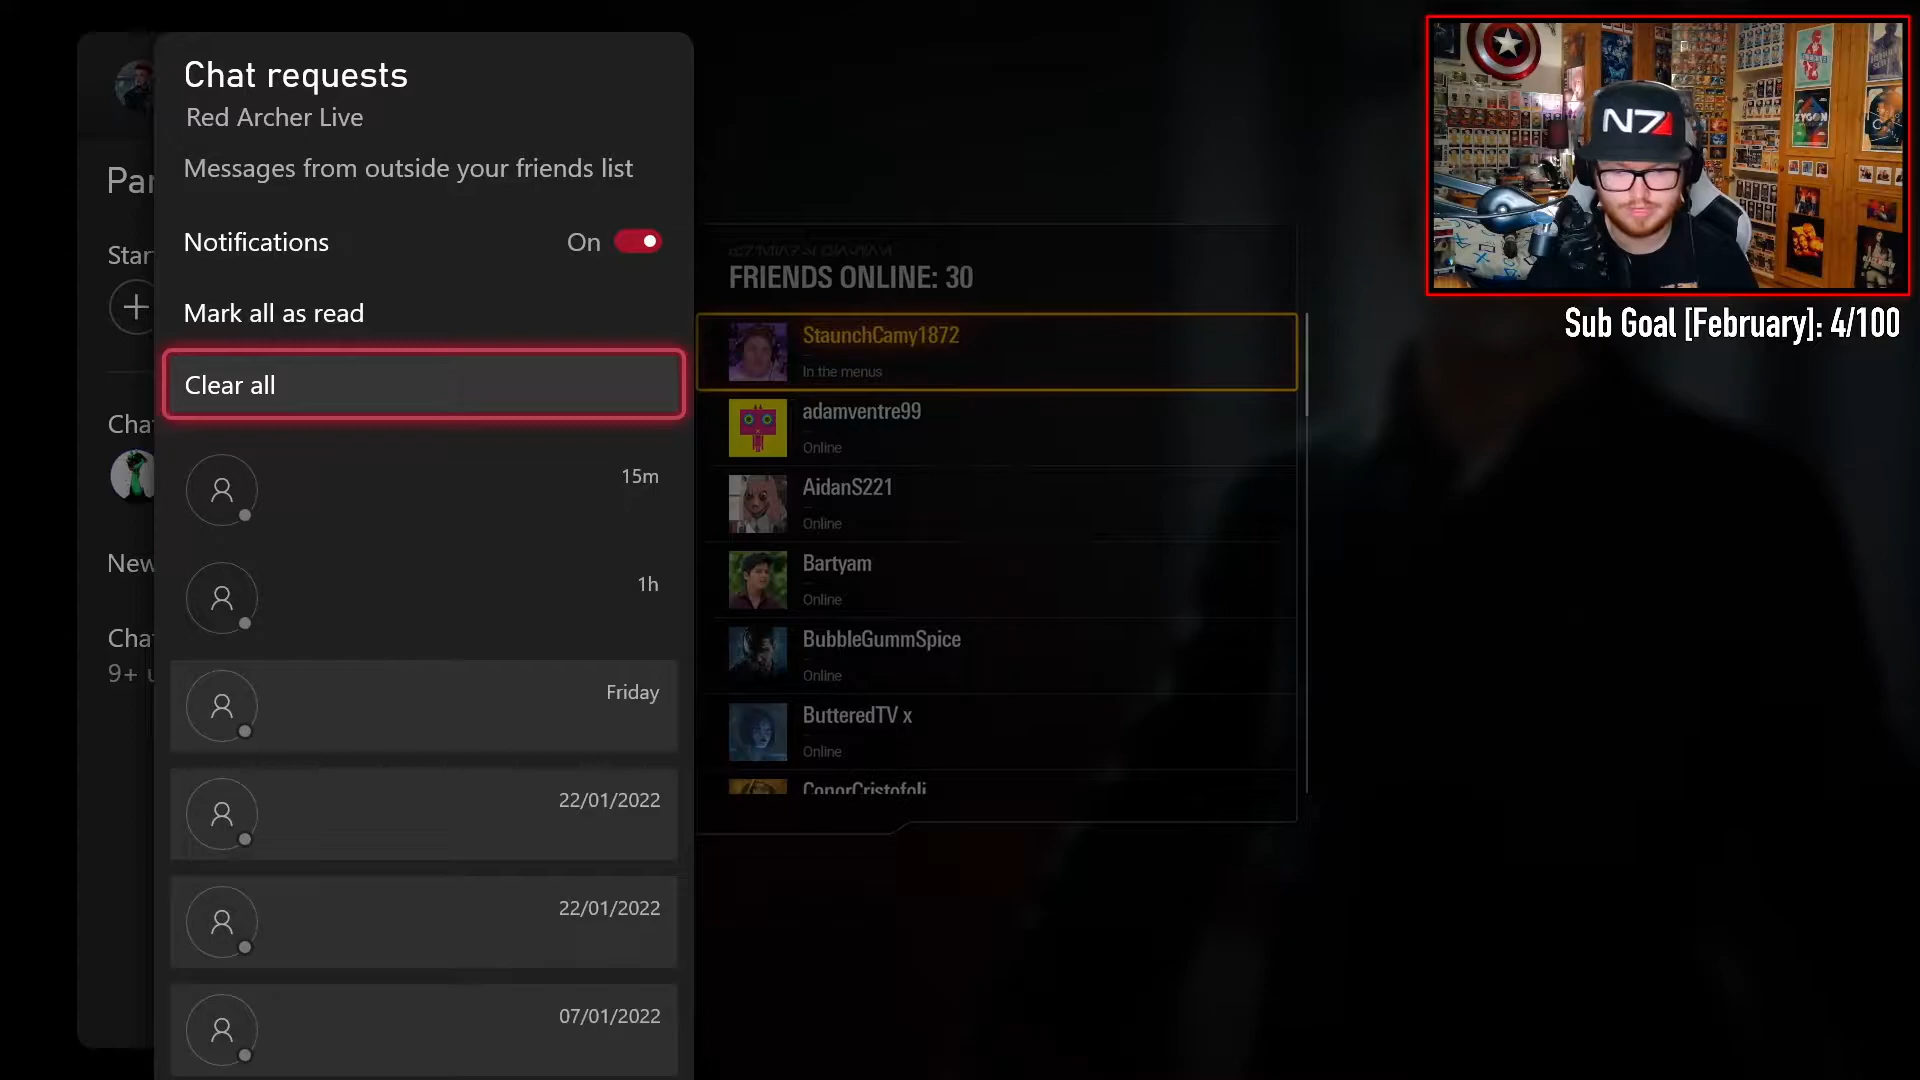 Chat requests
Red Archer Live
Messages from outside your friends list
Notifications
On
Mark all as read
Clear all
15m
1h
Friday
22/01/2022
22/01/2022
07/01/2022
Par
Star
Cha
New
Cha
9+
FRIENDS ONLINE: 30
StaunchCamy1872
In the menus
adamventre99
Online
AidanS221
Online
Bartyam
Online
BubbleGummSpice
Online
ButteredTV x
Online
ConorCristofoli
N7
ZYGON
Sub Goal [February]: 4/100